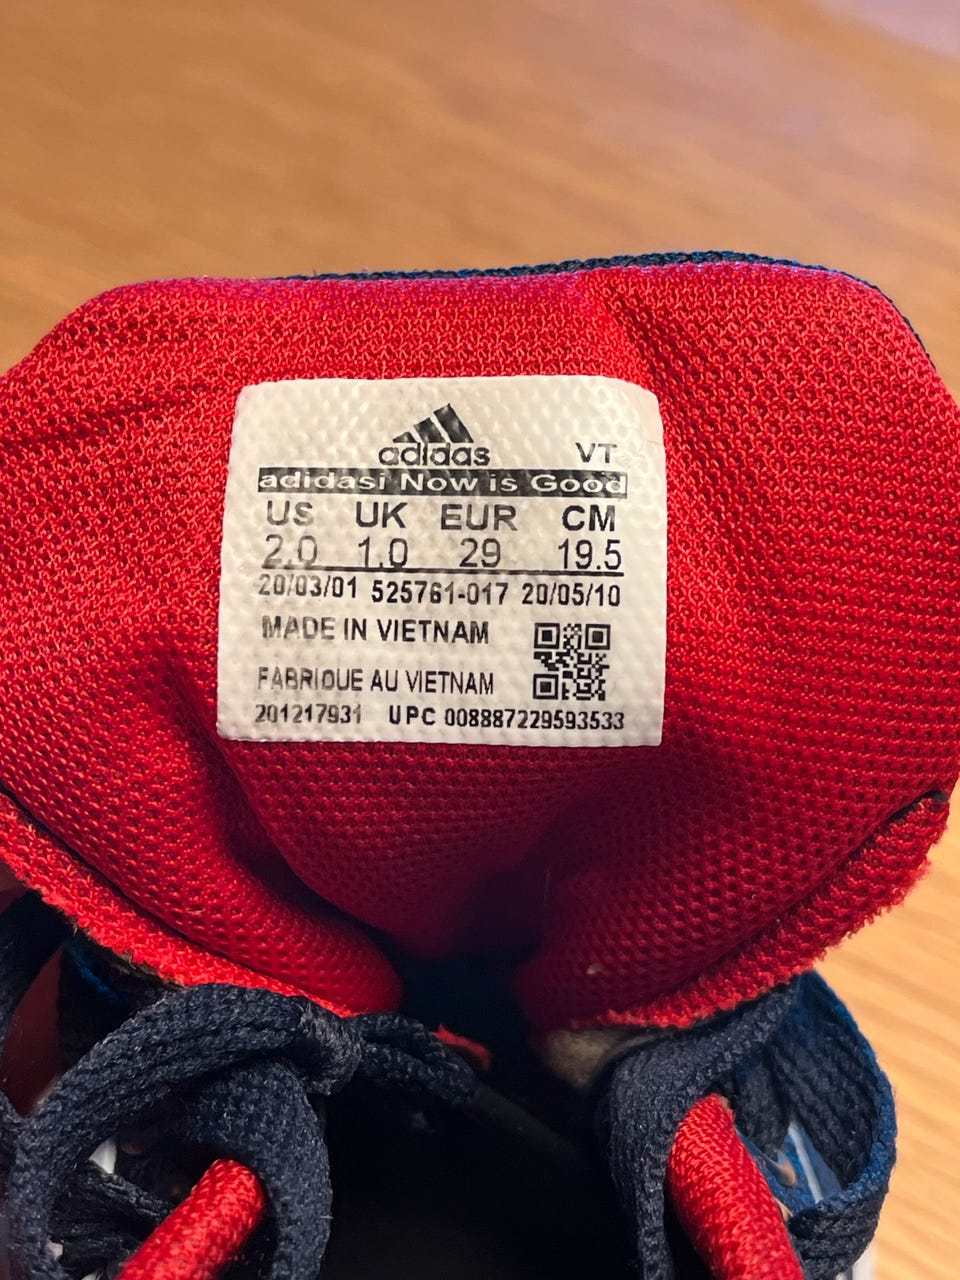 adidas VT
adidasi Now is Good
US UK EUR CM
2.0 1.0 29 19.5
20/03/01 525761-017 20/05/10
MADE IN VIETNAM
FABRIQUE AU VIETNAM
201217931 UPC 008887229593533